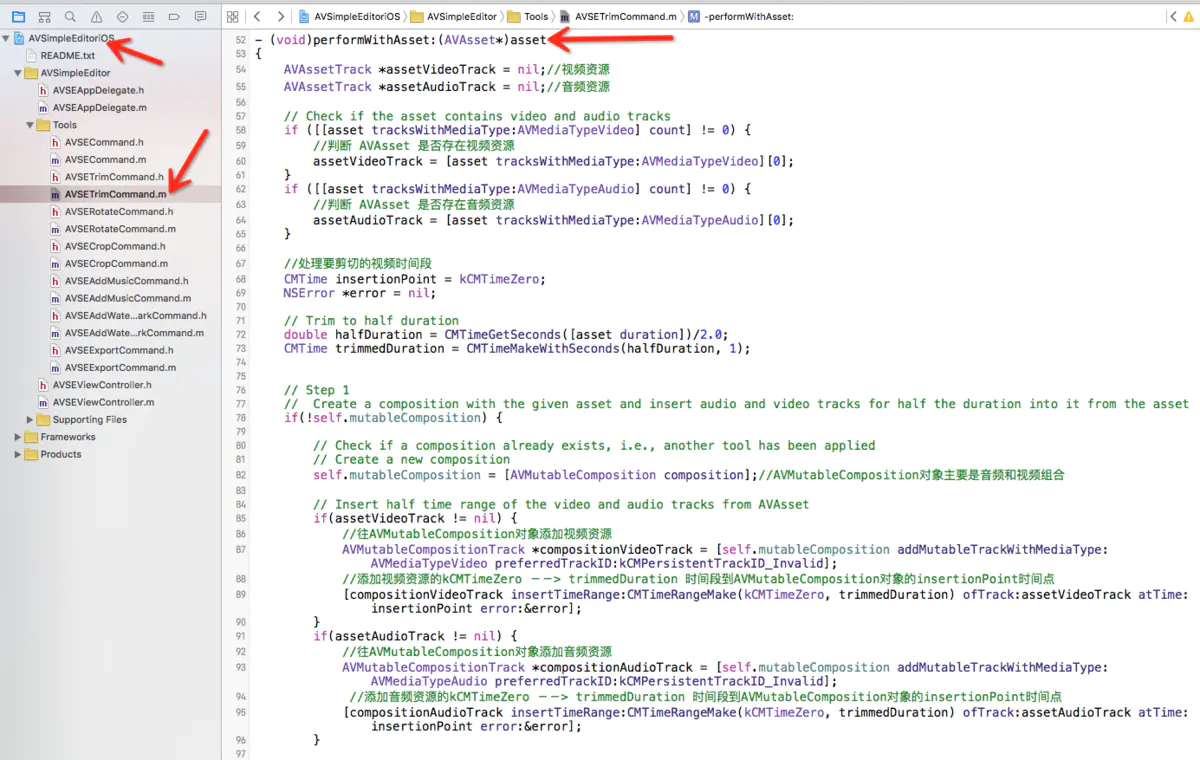 AVSimpleEditoriOS AVSimpleEditor Tools AVSETrimCommand.m -performWithAsset:
AVSimpleEditoriOS
README.txt
AVSimpleEditor
AVSEAppDelegate.h
AVSEAppDelegate.m
Tools
AVSECommand.h
AVSECommand.m
AVSETrimCommand.h
AVSETrimCommand.m
AVSERotateCommand.h
AVSERotateCommand.m
AVSECropCommand.h
AVSECropCommand.m
AVSEAddMusicCommand.h
AVSEAddMusicCommand.m
AVSEAddWate...arkCommand.h
AVSEAddWate...rkCommand.m
AVSEExportCommand.h
AVSEExportCommand.m
AVSEViewController.h
AVSEViewController.m
Supporting Files
Frameworks
Products
52 - (void)performWithAsset:(AVAsset*)asset
53 {
54 AVAssetTrack *assetVideoTrack = nil;//视频资源
55 AVAssetTrack *assetAudioTrack = nil;//音频资源
56
57 // Check if the asset contains video and audio tracks
58 if ([[asset tracksWithMediaType:AVMediaTypeVideo] count] != 0) {
59 //判断 AVAsset 是否存在视频资源
60 assetVideoTrack = [asset tracksWithMediaType:AVMediaTypeVideo][0];
61 }
62 if ([[asset tracksWithMediaType:AVMediaTypeAudio] count] != 0) {
63 //判断 AVAsset 是否存在音频资源
64 assetAudioTrack = [asset tracksWithMediaType:AVMediaTypeAudio][0];
65 }
66
67 //处理要剪切的视频时间段
68 CMTime insertionPoint = kCMTimeZero;
69 NSError *error = nil;
70
71 // Trim to half duration
72 double halfDuration = CMTimeGetSeconds([asset duration])/2.0;
73 CMTime trimmedDuration = CMTimeMakeWithSeconds(halfDuration, 1);
74
75
76 // Step 1
77 // Create a composition with the given asset and insert audio and video tracks for half the duration into it from the asset
78 if(!self.mutableComposition) {
79
80 // Check if a composition already exists, i.e., another tool has been applied
81 // Create a new composition
82 self.mutableComposition = [AVMutableComposition composition];//AVMutableComposition对象主要是音频和视频组合
83
84 // Insert half time range of the video and audio tracks from AVAsset
85 if(assetVideoTrack != nil) {
86 //往AVMutableComposition对象添加视频资源
87 AVMutableCompositionTrack *compositionVideoTrack = [self.mutableComposition addMutableTrackWithMediaType:
AVMediaTypeVideo preferredTrackID:kCMPersistentTrackID_Invalid];
88 //添加视频资源的kCMTimeZero --> trimmedDuration 时间段到AVMutableComposition对象的insertionPoint时间点
89 [compositionVideoTrack insertTimeRange:CMTimeRangeMake(kCMTimeZero, trimmedDuration) ofTrack:assetVideoTrack atTime:
insertionPoint error:&error];
90 }
91 if(assetAudioTrack != nil) {
92 //往AVMutableComposition对象添加音频资源
93 AVMutableCompositionTrack *compositionAudioTrack = [self.mutableComposition addMutableTrackWithMediaType:
AVMediaTypeAudio preferredTrackID:kCMPersistentTrackID_Invalid];
94 //添加音频资源的kCMTimeZero --> trimmedDuration 时间段到AVMutableComposition对象的insertionPoint时间点
95 [compositionAudioTrack insertTimeRange:CMTimeRangeMake(kCMTimeZero, trimmedDuration) ofTrack:assetAudioTrack atTime:
insertionPoint error:&error];
96 }
97